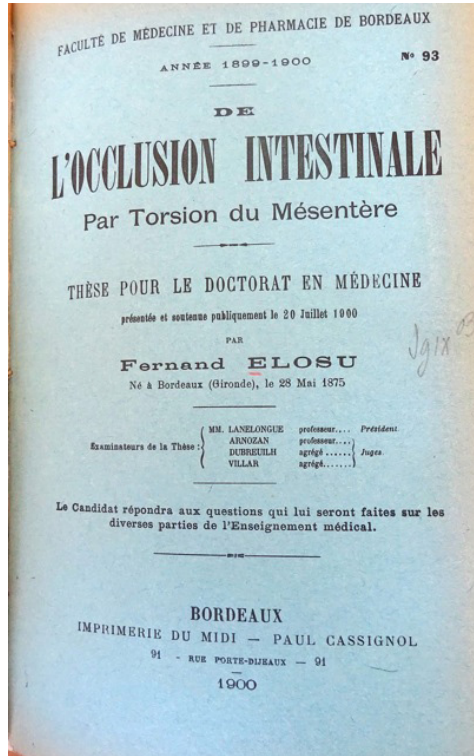 FACULTÉ DE MÉDECINE ET DE PHARMACIE DE BORDEAUX
ANNÉE 1899-1900
No 93
DE
L'OCCLUSION INTESTINALE
Par Torsion du Mésentère
THÈSE POUR LE DOCTORAT EN MÉDECINE
présentée et soutenue publiquement le 20 Juillet 1900
PAR
Fernand ELOSU
Né à Bordeaux (Gironde), le 28 Mai 1875
Examinateurs de la Thèse :
MM. LANELONGUE professeur.... Président.
ARNOZAN professeur....
DUBREUILH agrégé ......
VILLAR agrégé.......
Juges.
Le Candidat répondra aux questions qui lui seront faites sur les
diverses parties de l'Enseignement médical.
BORDEAUX
IMPRIMERIE DU MIDI — PAUL CASSIGNOL
91 - RUE PORTE-DIJEAUX — 91
1900